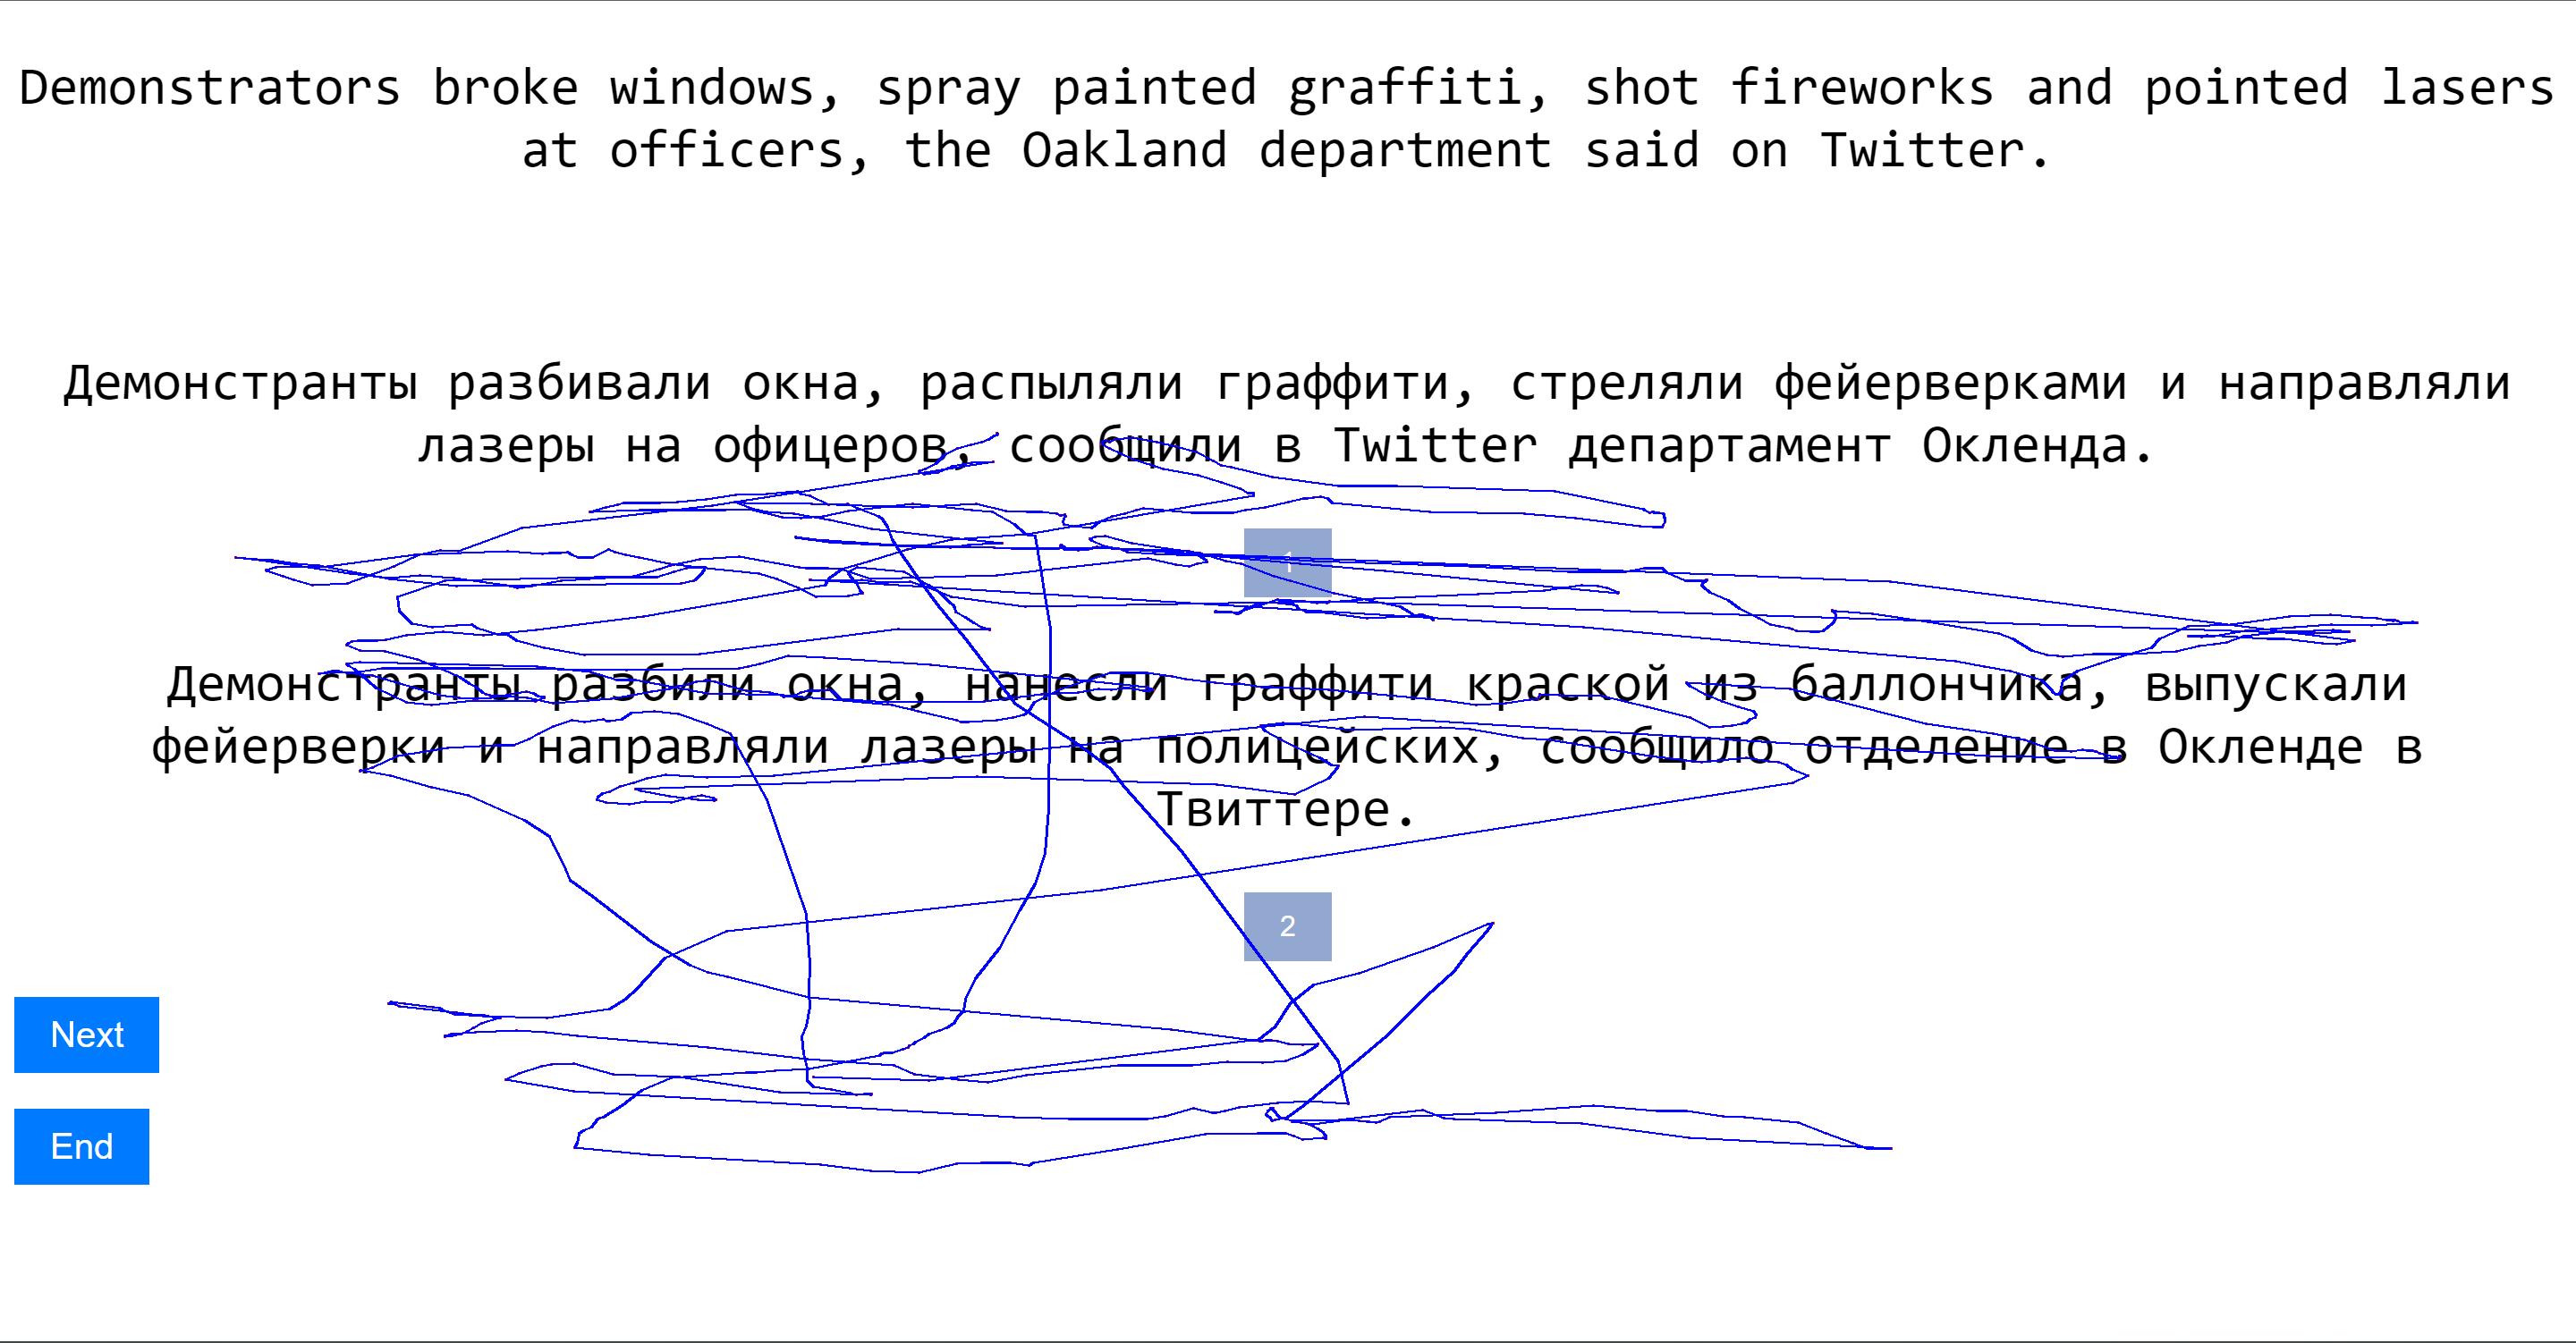 Demonstrators broke windows, spray painted graffiti, shot fireworks and pointed lasers
at officers, the Oakland department said on Twitter.
Демонстранты разбивали окна, распыляли граффити, стреляли фейерверками и направляли
лазеры на офицеров, сообщили в Twitter департамент Окленда.
1
Демонстранты разбили окна, нанесли граффити краской из баллончика, выпускали
фейерверки и направляли лазеры на полицейских, сообщило отделение в Окленде в
Твиттере.
2
Next
End